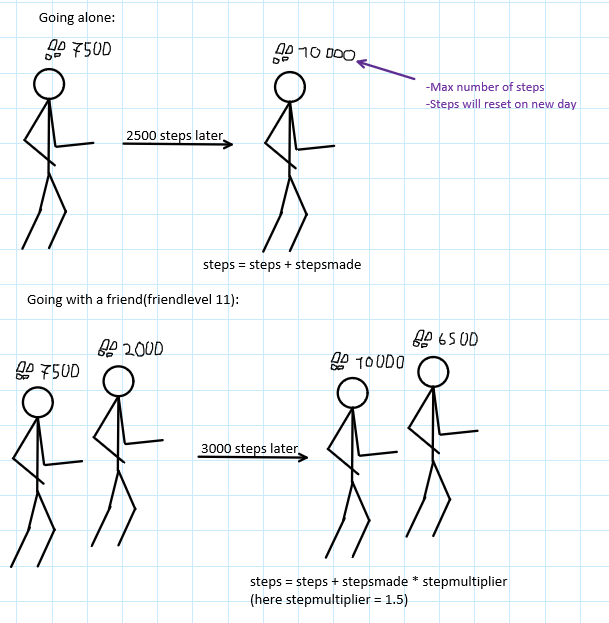 Going alone:
7500
10000
-Max number of steps
-Steps will reset on new day
2500 steps later
steps = steps + stepsmade
Going with a friend(friendlevel 11):
7500
2000
10000
6500
3000 steps later
steps = steps + stepsmade * stepmultiplier
(here stepmultiplier = 1.5)